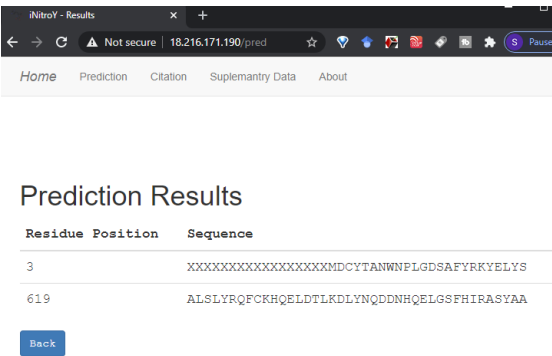 iNitroY - Results × +
Not secure | 18.216.171.190/pred S Pause
Home Prediction Citation Suplemantry Data About
Prediction Results
Residue Position Sequence
3 XXXXXXXXXXXXXXXXXMDCYTANWNPLGDSAFYRKYELYS
619 ALSLYRQFCKHQELDTLKDLYNQDDNHQELGSFHIRASYAA
Back